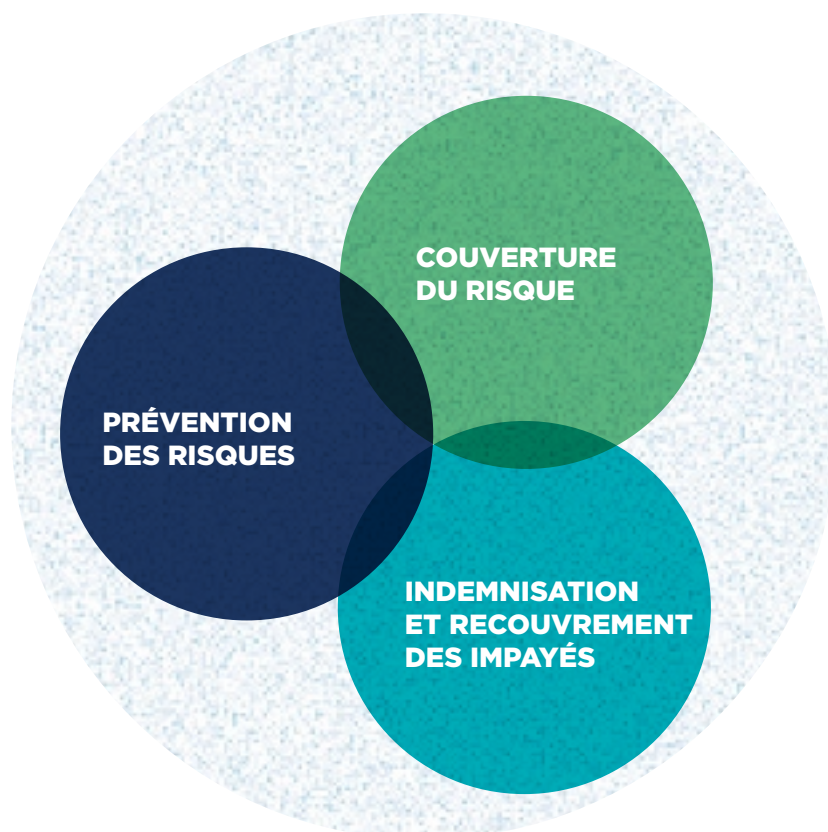 COUVERTURE
DU RISQUE
PRÉVENTION
DES RISQUES
INDEMNISATION
ET RECOUVREMENT
DES IMPAYÉS